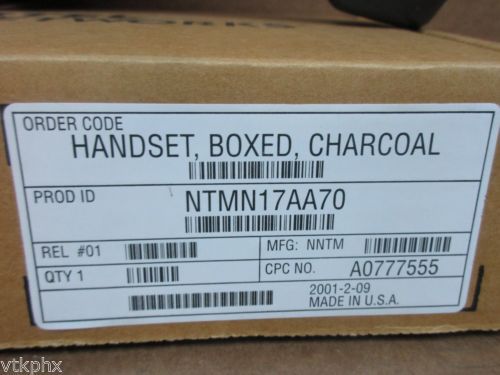 ORDER CODE
HANDSET, BOXED, CHARCOAL
PROD ID
NTMN17AA70
REL #01
MFG: NNTM
QTY 1
CPC NO.
A0777555
2001-2-09
MADE IN U.S.A.
vtkphx